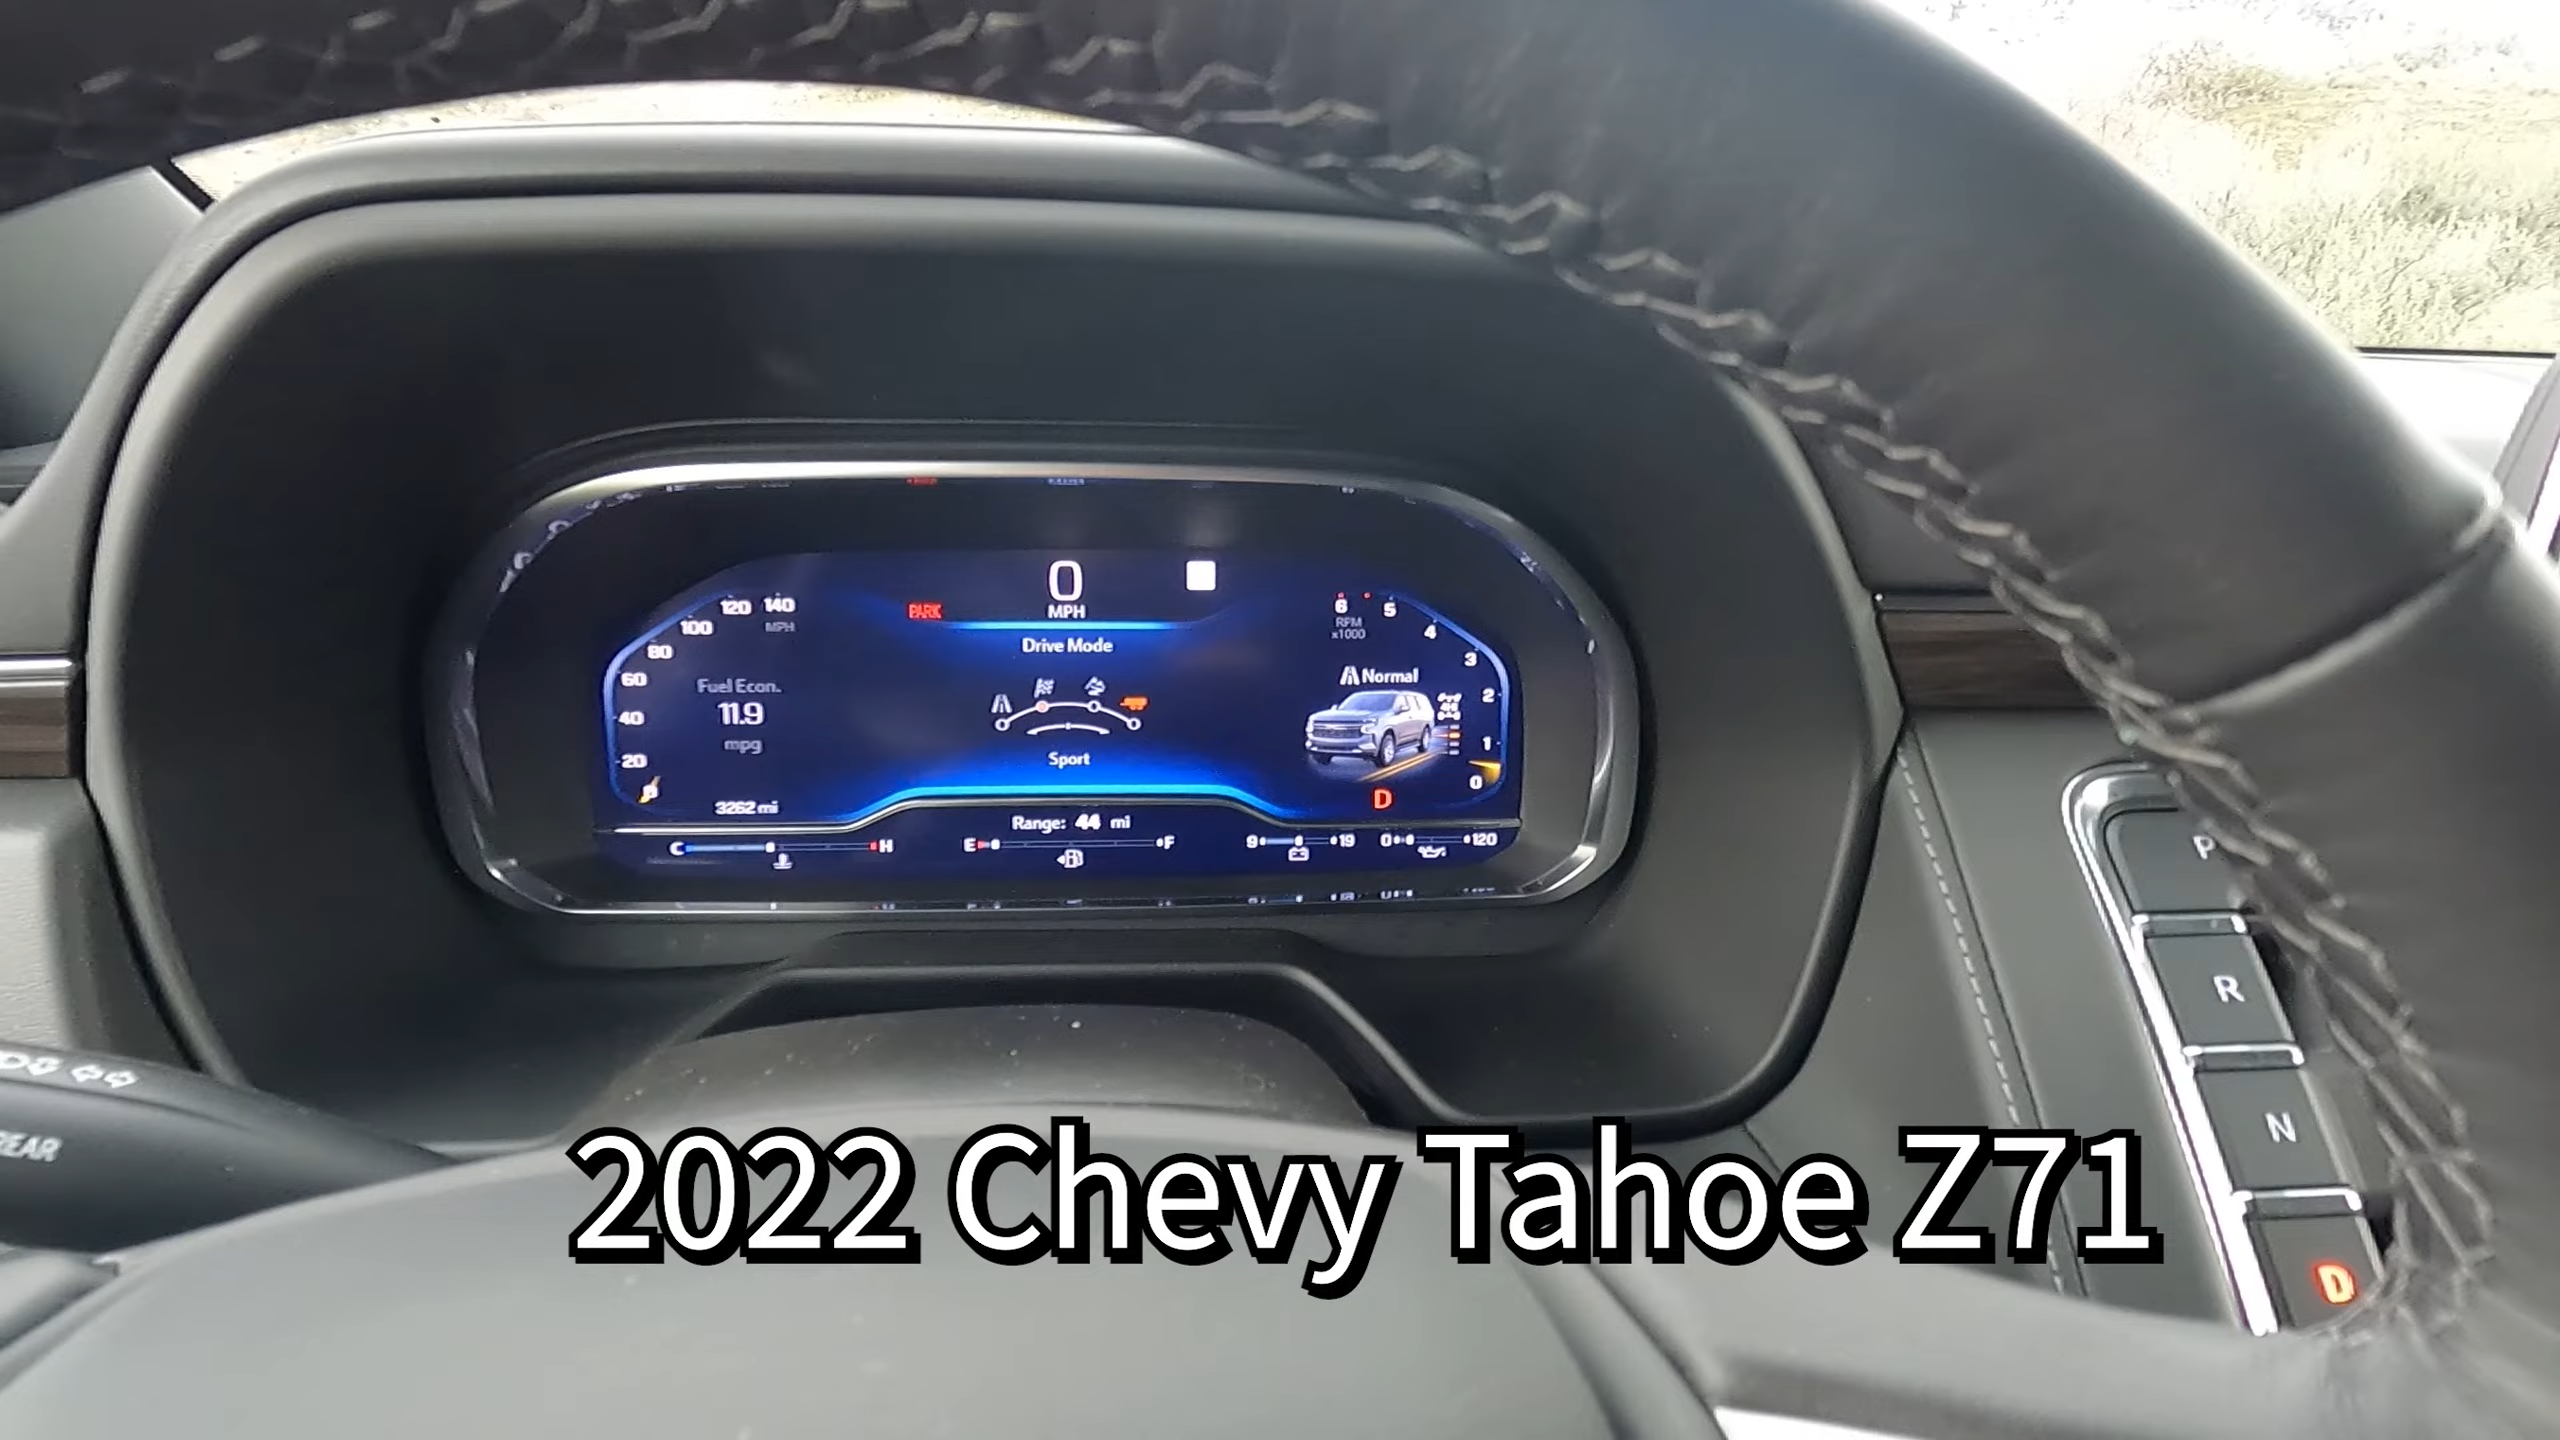 0
MPH
PARK
120 140
MPH
100
80
60
40
20
Fuel Econ.
11.9
mpg
3262 mi
Drive Mode
Sport
6 5
RPM
x1000
4
3
2
1
0
Normal
D
Range: 44 mi
C H
E F
9 19
0 120
P
R
N
D
REAR
2022 Chevy Tahoe Z71